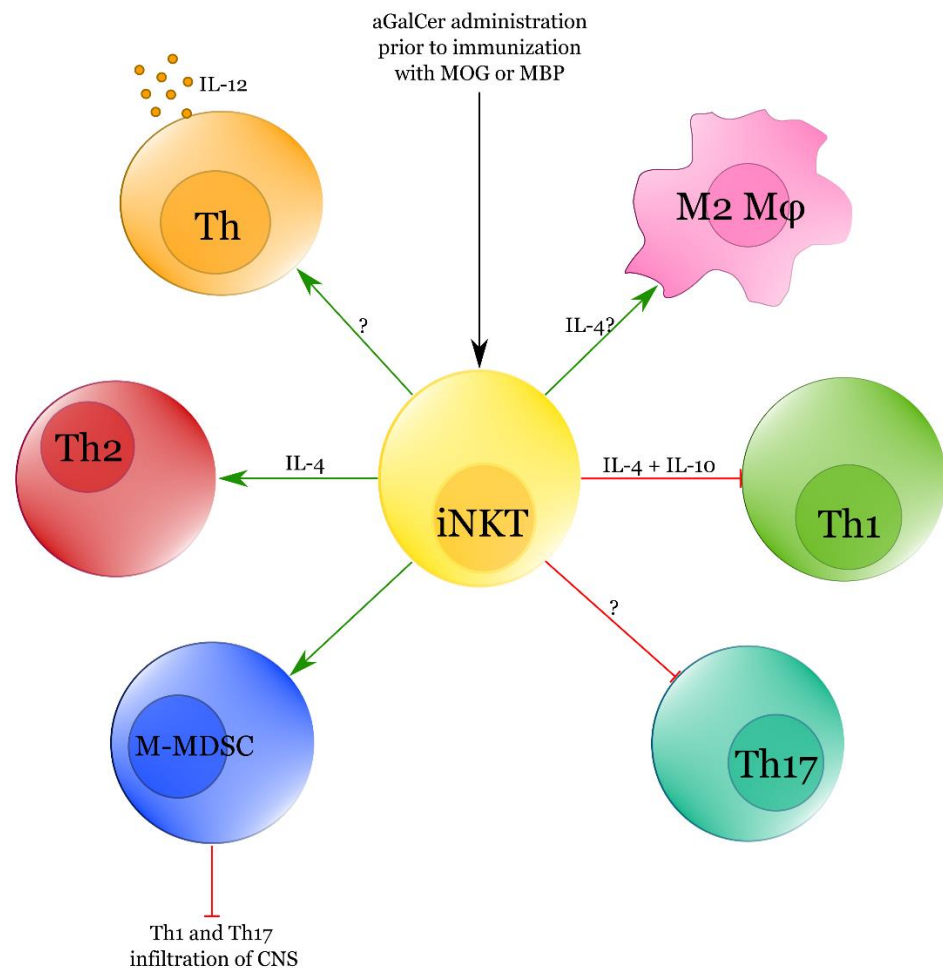 aGalCer administration
prior to immunization
with MOG or MBP
IL-12
Th
M2 Mφ
?
IL-4?
Th2
IL-4
iNKT
IL-4 + IL-10
Th1
?
M-MDSC
Th17
Th1 and Th17
infiltration of CNS